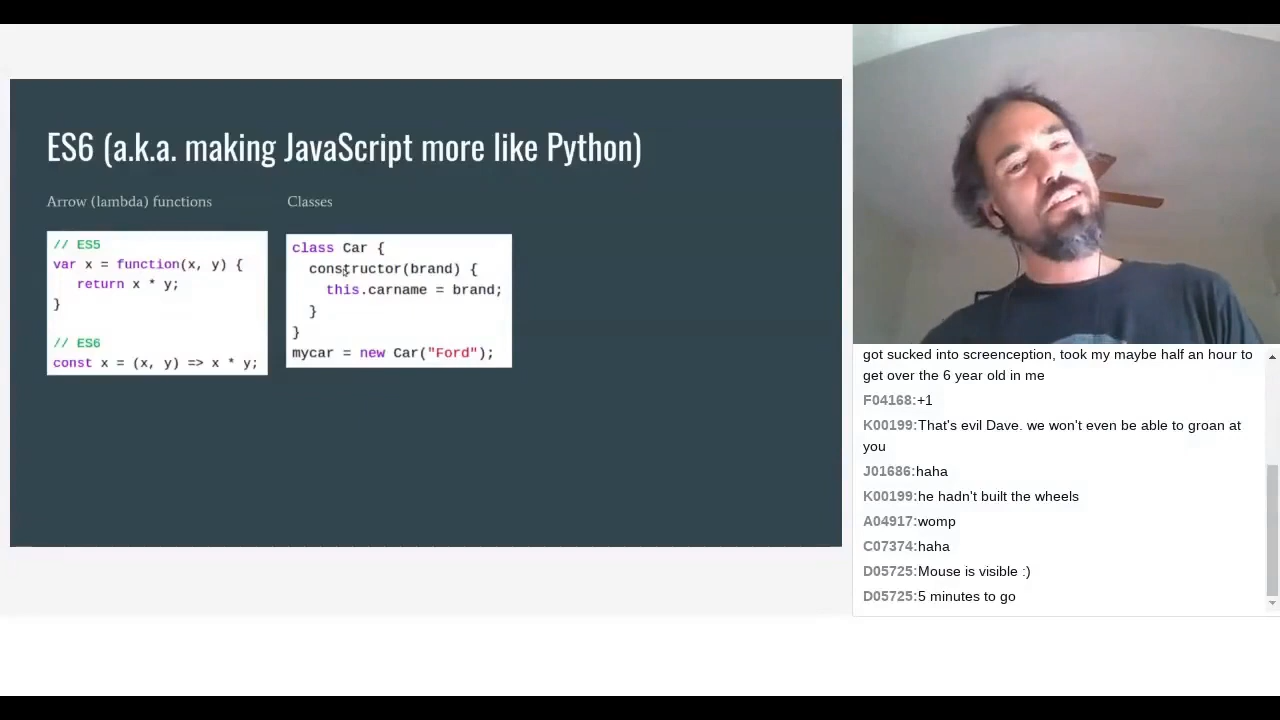 ES6 (a.k.a. making JavaScript more like Python)
Arrow (lambda) functions
Classes
// ES5
var x = function(x, y) {
return x * y;
}
// ES6
const x = (x, y) => x * y;
class Car {
constructor(brand) {
this.carname = brand;
}
}
mycar = new Car("Ford");
got sucked into screenception, took my maybe half an hour to
get over the 6 year old in me
F04168:+1
K00199:That's evil Dave. we won't even be able to groan at
you
J01686:haha
K00199:he hadn't built the wheels
A04917:womp
C07374:haha
D05725:Mouse is visible :)
D05725:5 minutes to go